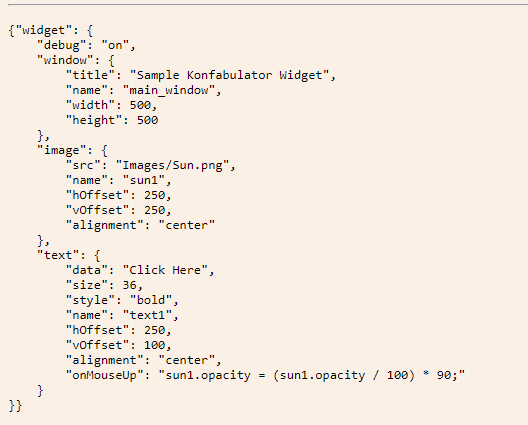 {"widget": {
    "debug": "on",
    "window": {
        "title": "Sample Konfabulator Widget",
        "name": "main_window",
        "width": 500,
        "height": 500
    },
    "image": {
        "src": "Images/Sun.png",
        "name": "sun1",
        "hOffset": 250,
        "vOffset": 250,
        "alignment": "center"
    },
    "text": {
        "data": "Click Here",
        "size": 36,
        "style": "bold",
        "name": "text1",
        "hOffset": 250,
        "vOffset": 100,
        "alignment": "center",
        "onMouseUp": "sun1.opacity = (sun1.opacity / 100) * 90;"
    }
}}